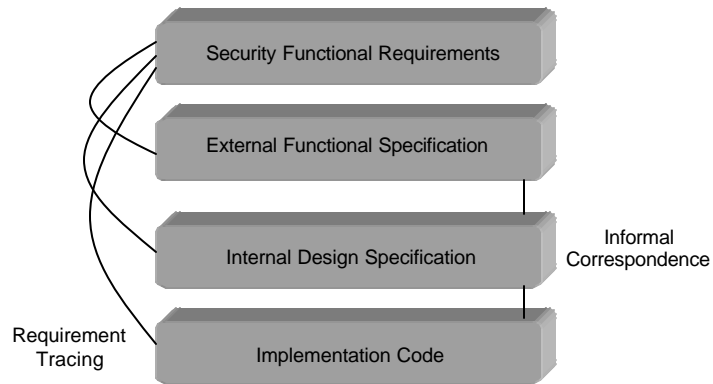 Security Functional Requirements
External Functional Specification
Internal Design Specification
Informal
Correspondence
Requirement
Tracing
Implementation Code